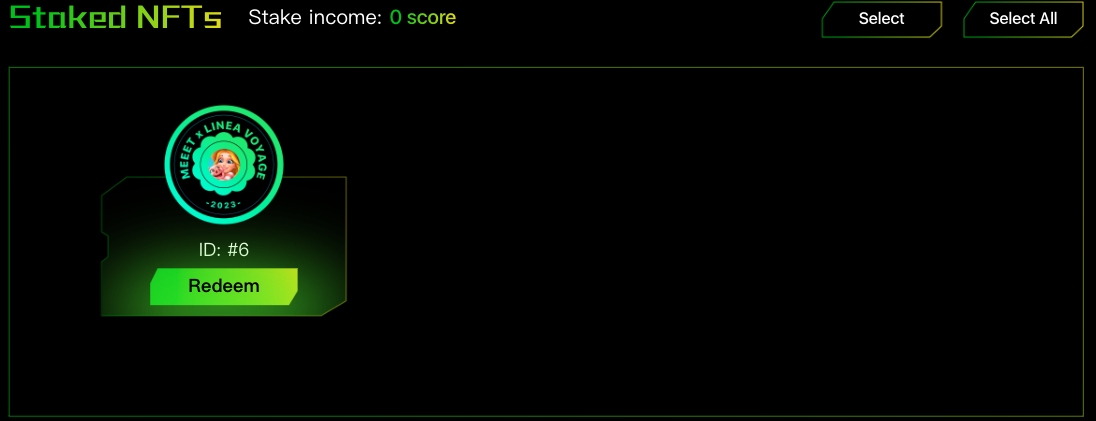 Staked NFTs Stake income: 0 score Select Select All
MEEET x LINEA VOYAGE
-2023-
ID: #6
Redeem